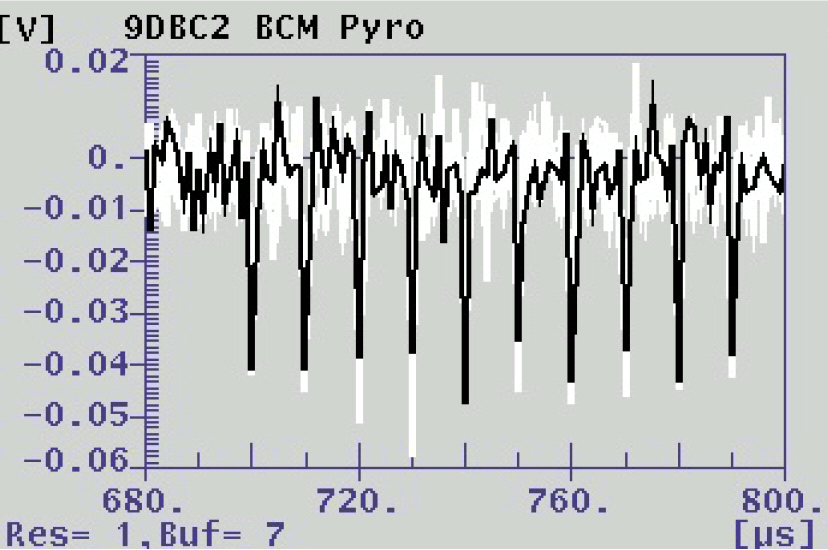 [V] 9DBC2 BCM Pyro
0.02
0.
-0.01
-0.02
-0.03
-0.04
-0.05
-0.06
680. 720. 760. 800.
Res= 1,Buf= 7 [µs]